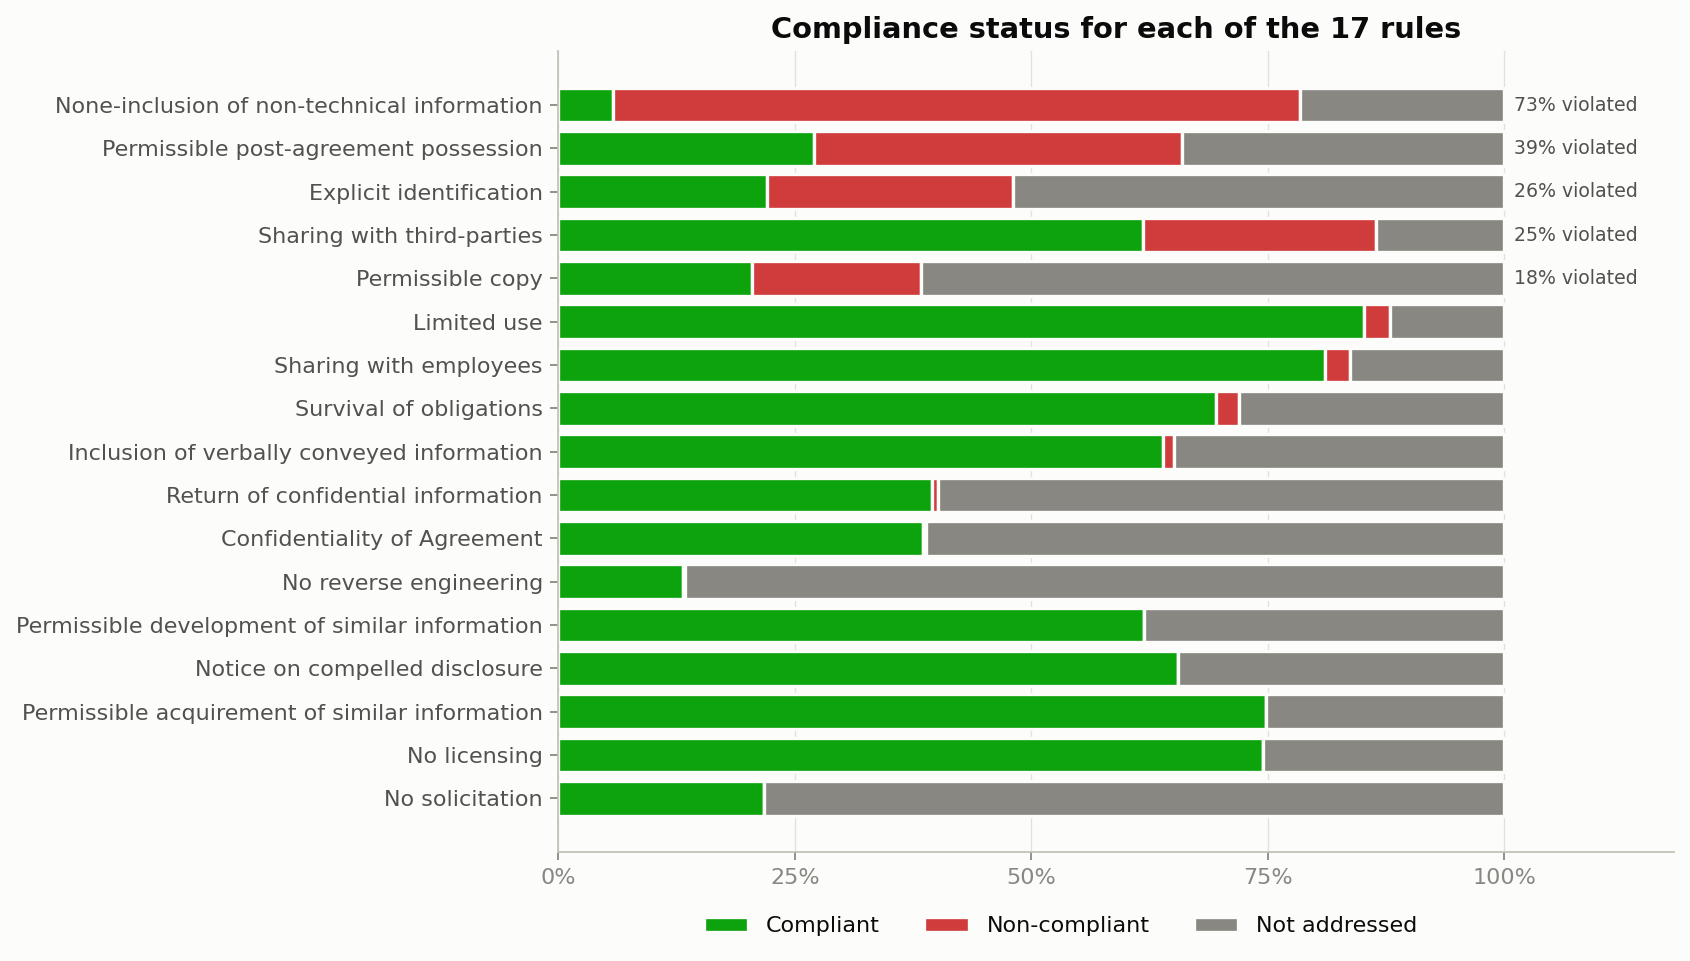 Compliance status for each of the 17 rules
None-inclusion of non-technical information
73% violated
Permissible post-agreement possession
39% violated
Explicit identification
26% violated
Sharing with third-parties
25% violated
Permissible copy
18% violated
Limited use
Sharing with employees
Survival of obligations
Inclusion of verbally conveyed information
Return of confidential information
Confidentiality of Agreement
No reverse engineering
Permissible development of similar information
Notice on compelled disclosure
Permissible acquirement of similar information
No licensing
No solicitation
0% 25% 50% 75% 100%
Compliant Non-compliant Not addressed